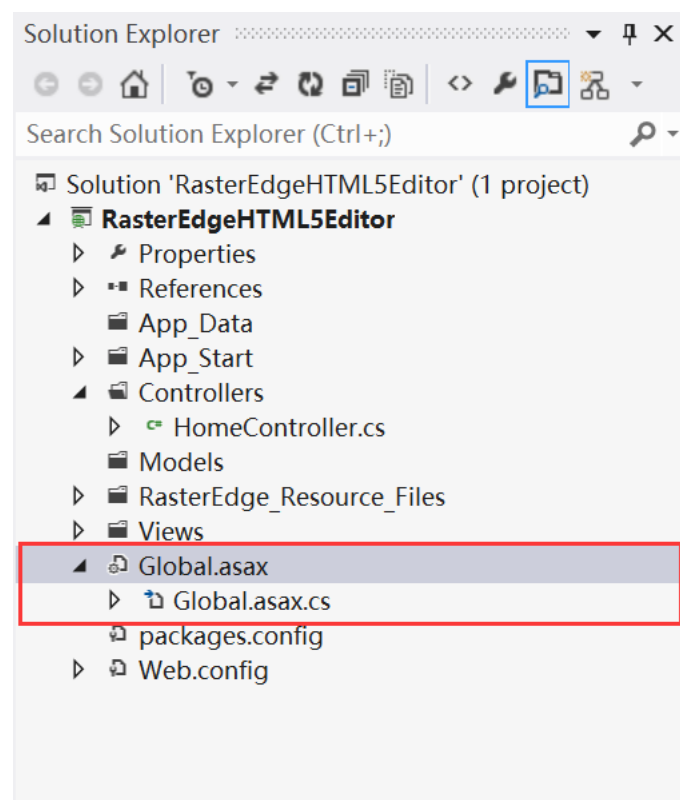 Solution Explorer
Search Solution Explorer (Ctrl+;)
Solution 'RasterEdgeHTML5Editor' (1 project)
RasterEdgeHTML5Editor
Properties
References
App_Data
App_Start
Controllers
C# HomeController.cs
Models
RasterEdge_Resource_Files
Views
Global.asax
Global.asax.cs
packages.config
Web.config